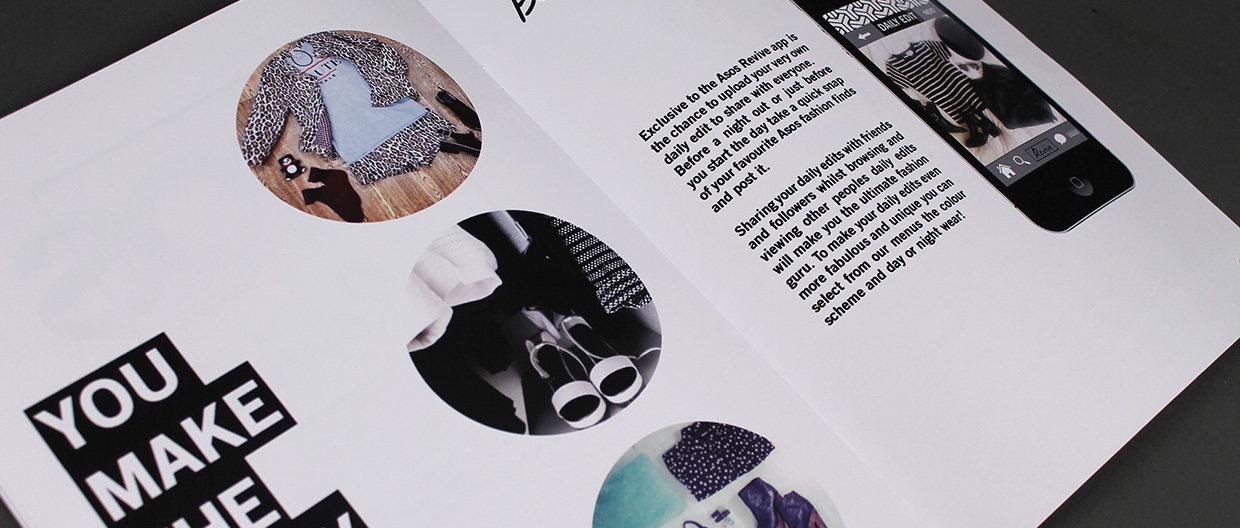 YOU
MAKE
THE
Exclusive to the Asos Revive app is
the chance to upload your very own
daily edit to share with everyone.
Before a night out or just before
you start the day take a quick snap
of your favourite Asos fashion finds
and post it.
Sharing your daily edits with friends
and followers whilst browsing and
viewing other peoples daily edits
will make you the ultimate fashion
guru. To make your daily edits even
more fabulous and unique you can
select from our menus the colour
scheme and day or night wear!
DAILY EDIT